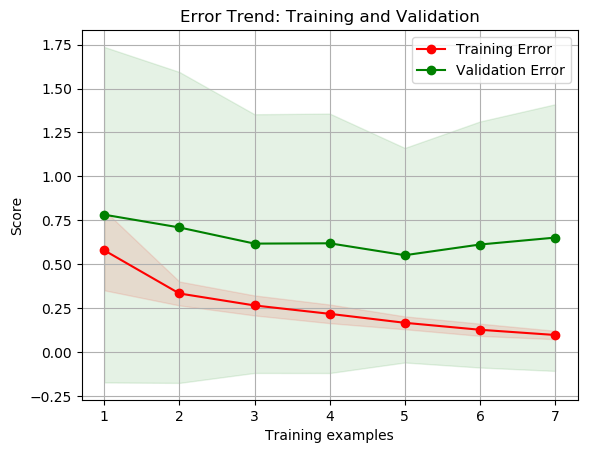 Error Trend: Training and Validation
Training Error
Validation Error
Score
1.75
1.50
1.25
1.00
0.75
0.50
0.25
0.00
−0.25
1 2 3 4 5 6 7
Training examples